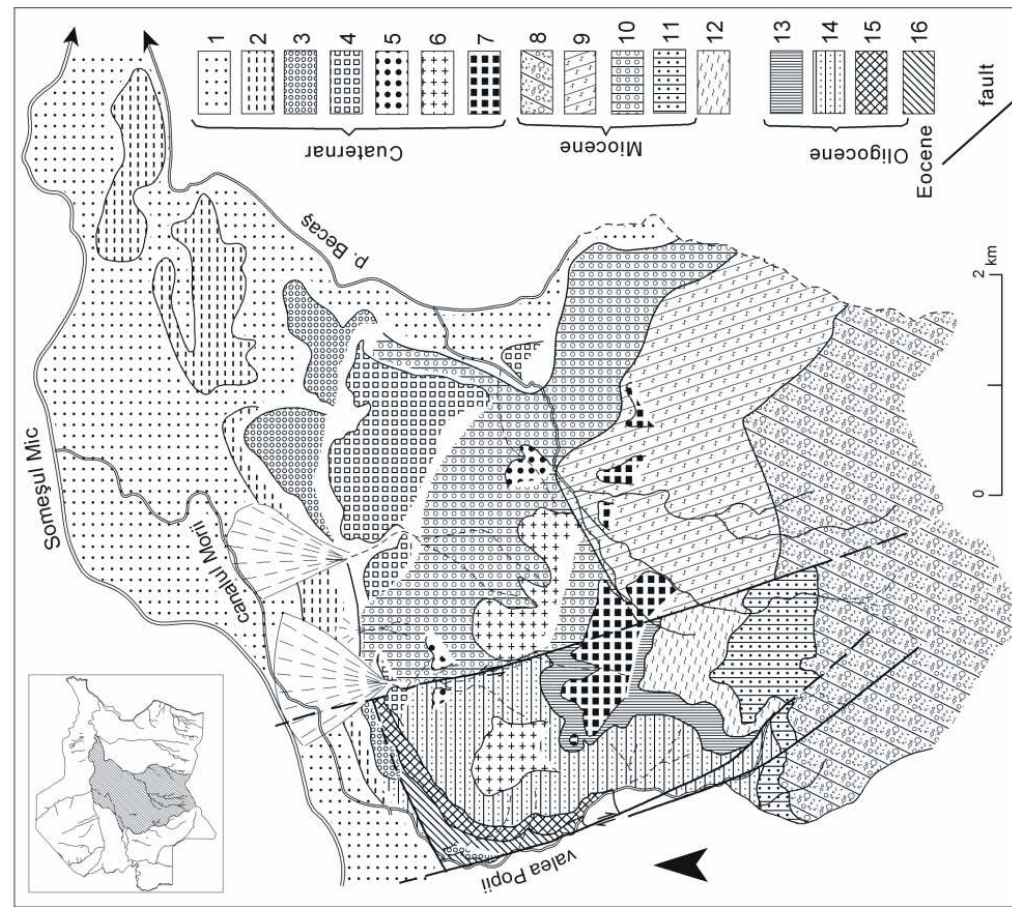 Someşul Mic
canalul Morii
p. Becaş
valea Popii
1
2
3
4
5
6
7
8
9
10
11
12
13
14
15
16
Cuaternar
Miocene
Oligocene
Eocene
fault
0
2 km